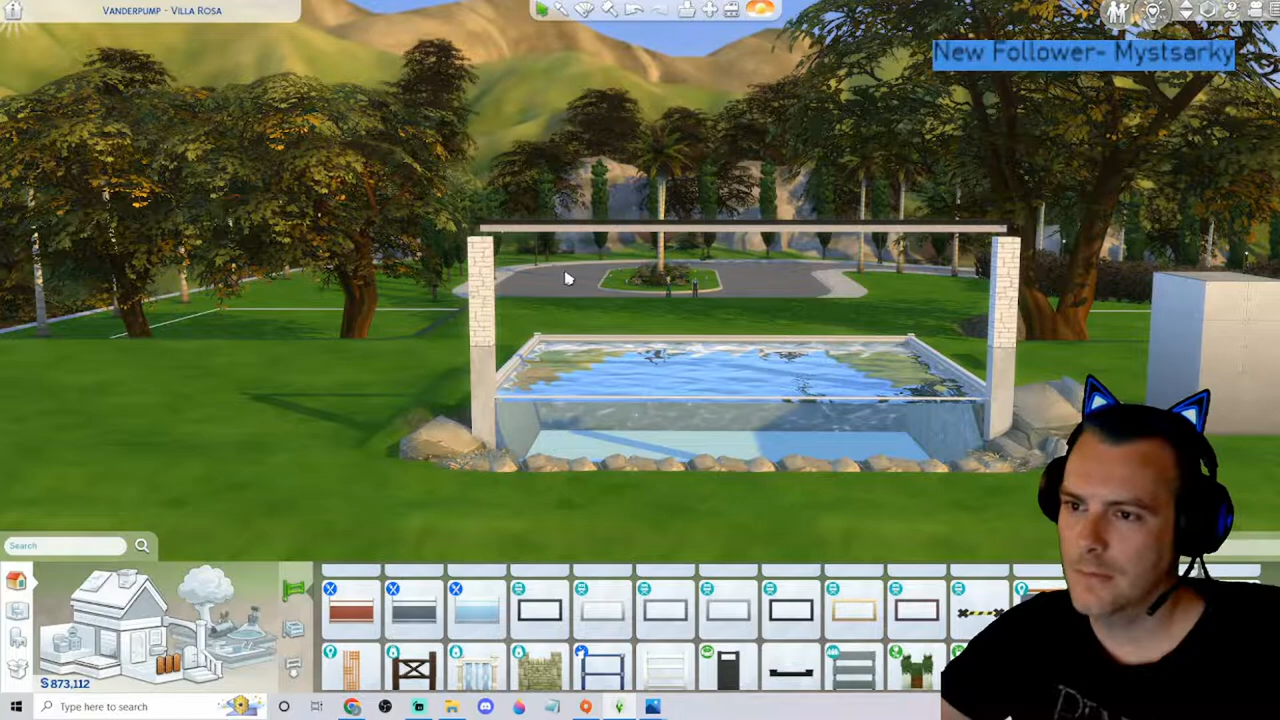 VANDERPUMP - VILLA ROSA
New Follower- Mystsarky
Search
§873,112
Type here to search